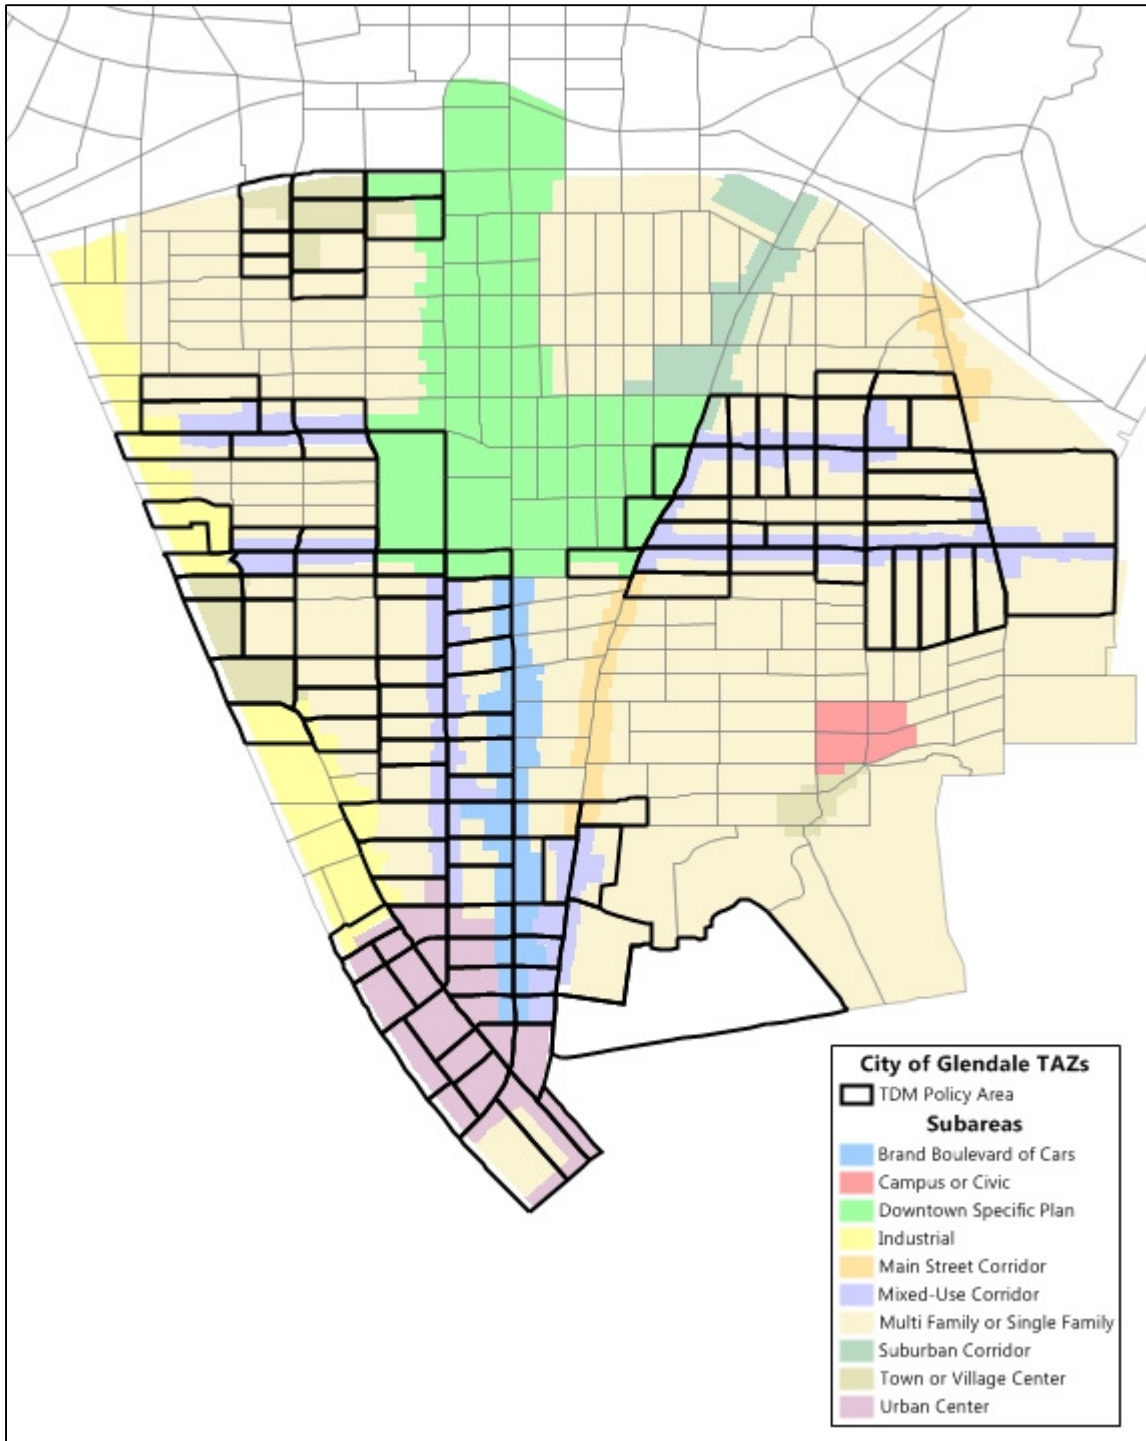 City of Glendale TAZs
TDM Policy Area
Subareas
Brand Boulevard of Cars
Campus or Civic
Downtown Specific Plan
Industrial
Main Street Corridor
Mixed-Use Corridor
Multi Family or Single Family
Suburban Corridor
Town or Village Center
Urban Center